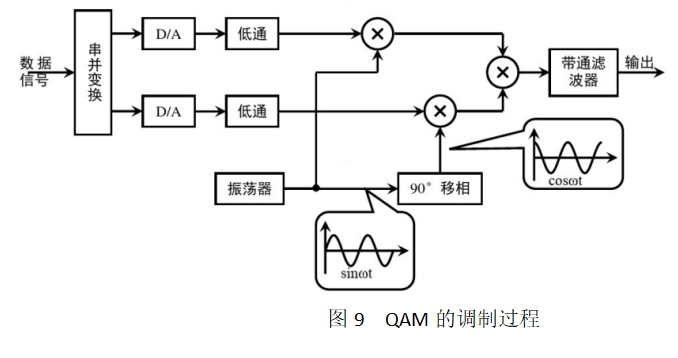 数据
信号
串并变换
D/A
低通
D/A
低通
带通滤
波器
输出
振荡器
90°移相
cosωt
sinωt
图 9 QAM 的调制过程